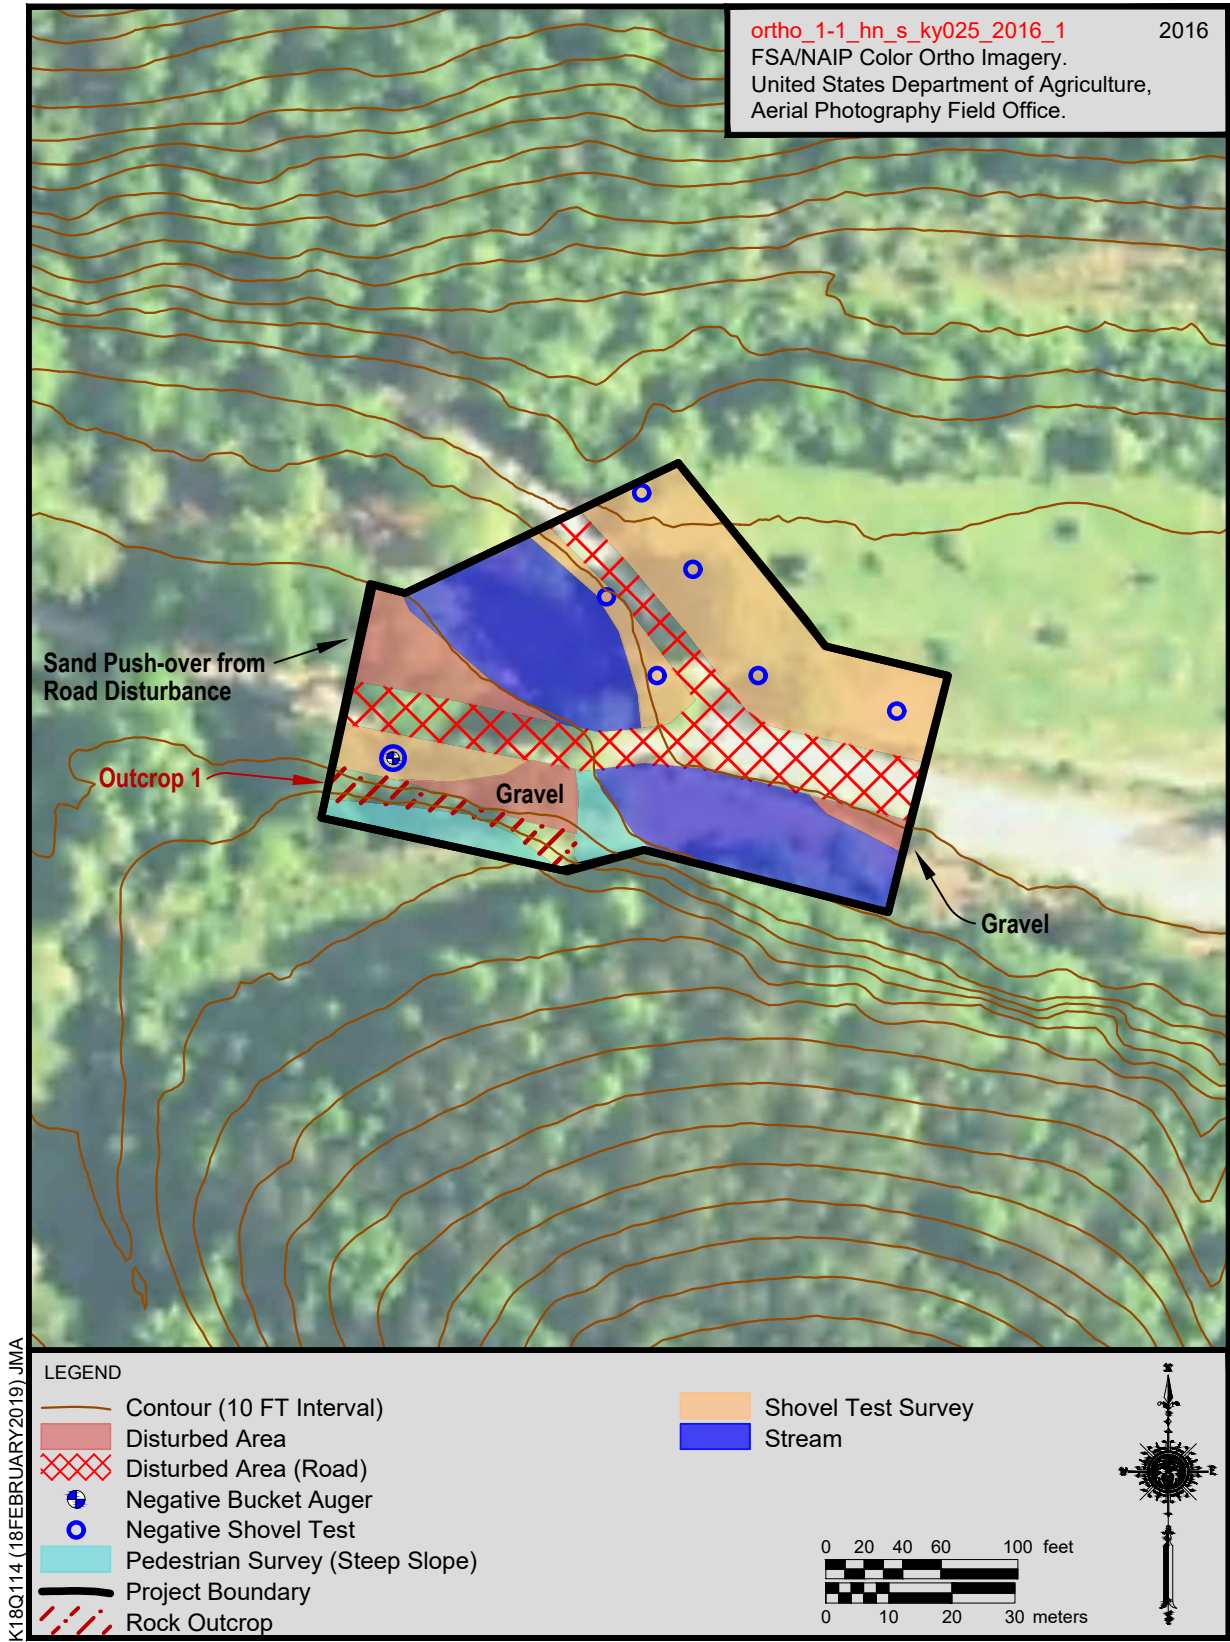 ortho_1-1_hn_s_ky025_2016_1 2016
FSA/NAIP Color Ortho Imagery.
United States Department of Agriculture,
Aerial Photography Field Office.
Sand Push-over from
Road Disturbance
Outcrop 1
Gravel
Gravel
K18Q114 (18FEBRUARY2019) JMA
LEGEND
Contour (10 FT Interval)
Disturbed Area
Disturbed Area (Road)
Negative Bucket Auger
Negative Shovel Test
Pedestrian Survey (Steep Slope)
Project Boundary
Rock Outcrop
Shovel Test Survey
Stream
0 20 40 60 100 feet
0 10 20 30 meters